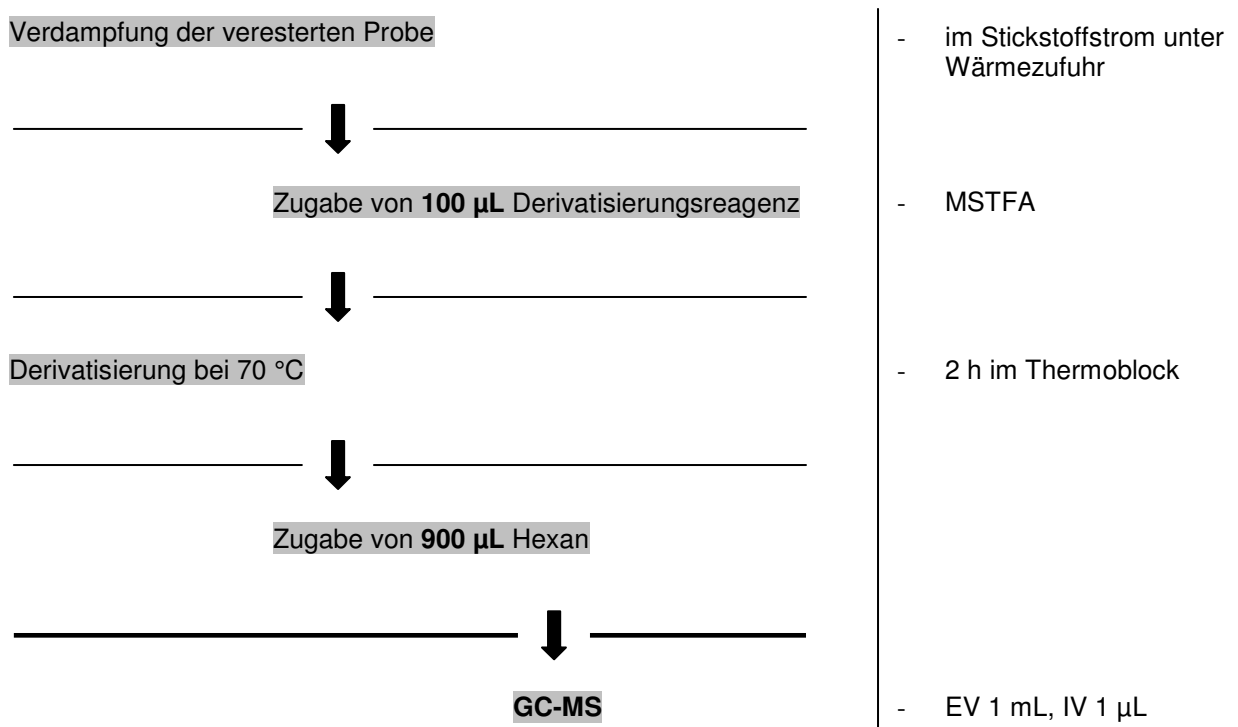 Verdampfung der veresterten Probe
- im Stickstoffstrom unter
Wärmezufuhr
Zugabe von 100 µL Derivatisierungsreagenz
- MSTFA
Derivatisierung bei 70 °C
- 2 h im Thermoblock
Zugabe von 900 µL Hexan
GC-MS
- EV 1 mL, IV 1 µL